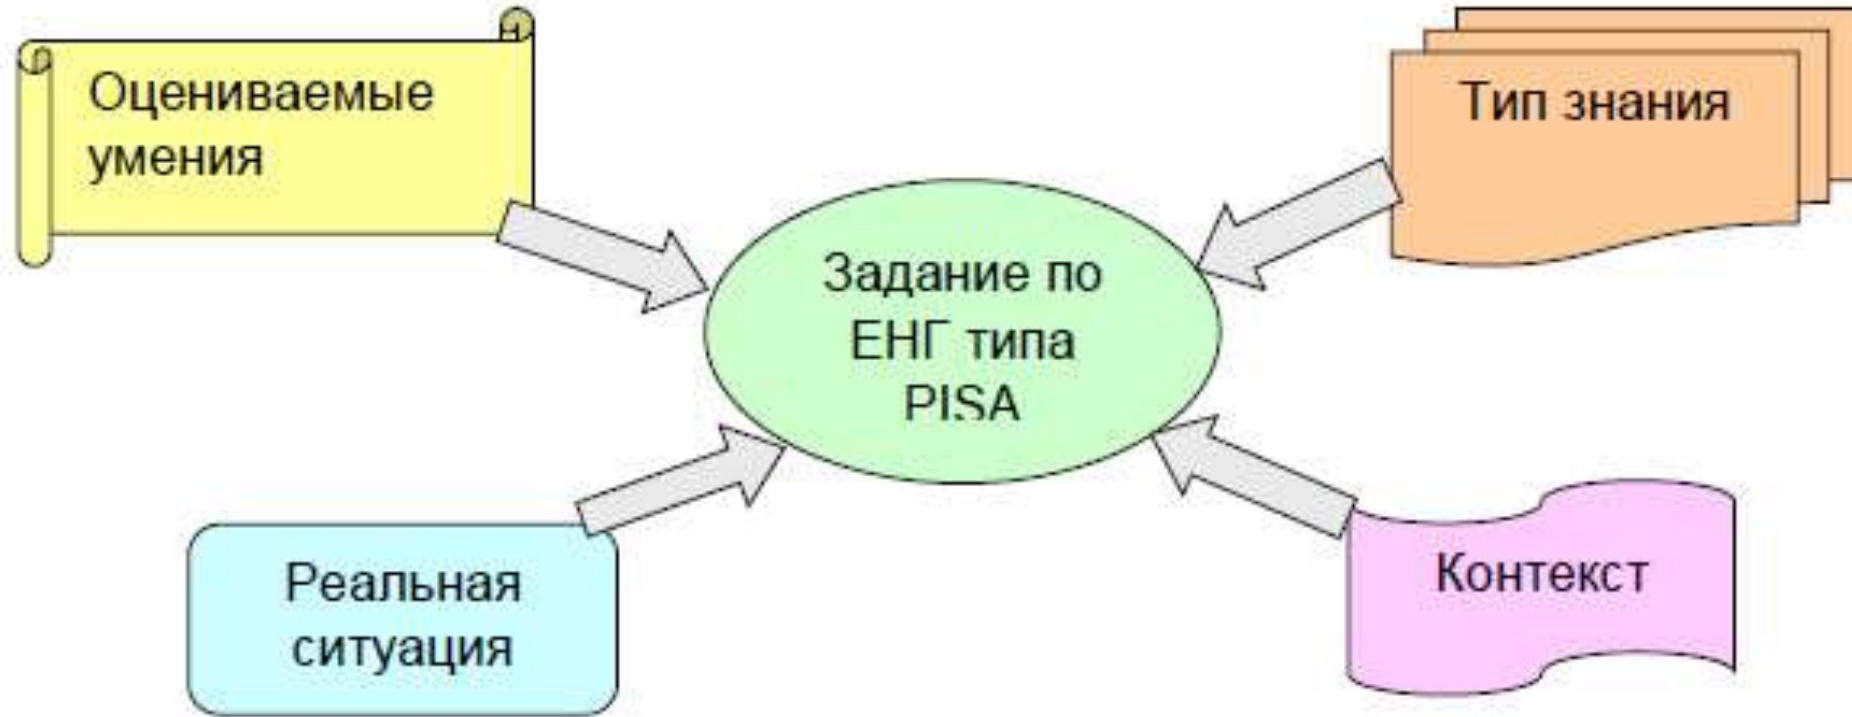 Оцениваемые
умения
Тип знания
Задание по
ЕНГ типа
PISA
Реальная
ситуация
Контекст